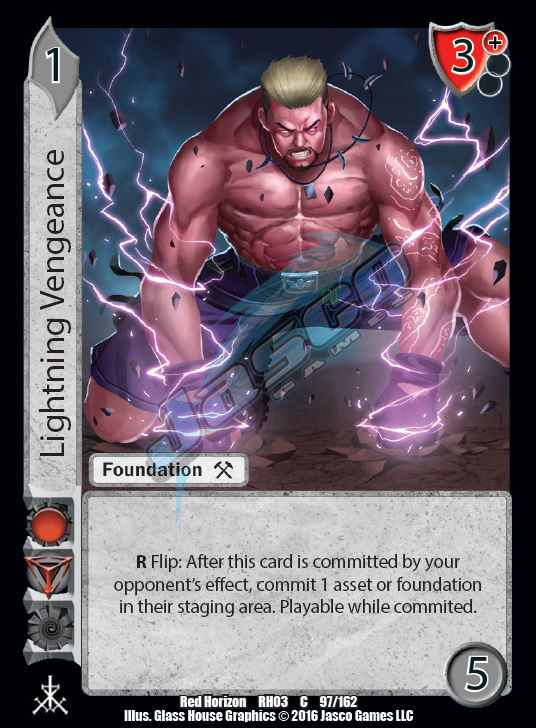 1
3 +
Lightning Vengeance
JASCO
GAMES
Foundation
R Flip: After this card is committed by your
opponent's effect, commit 1 asset or foundation
in their staging area. Playable while commited.
5
Red Horizon RH03 C 97/162
Illus. Glass House Graphics © 2016 Jasco Games LLC